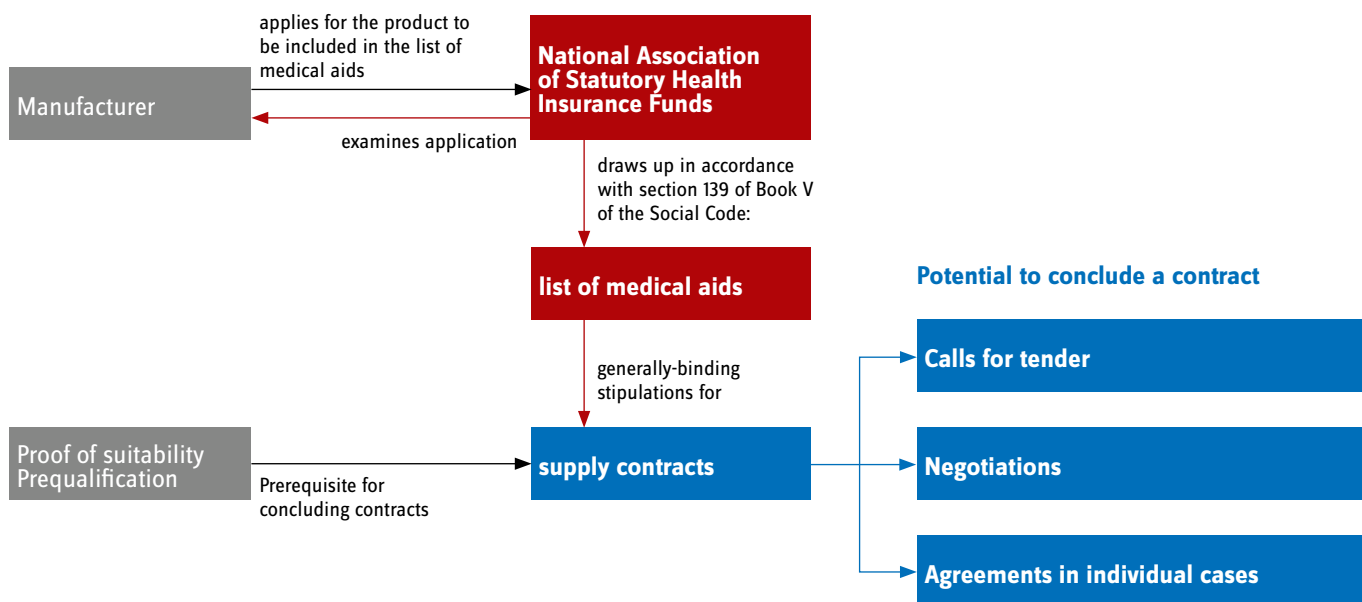 applies for the product to
be included in the list of
medical aids
National Association
of Statutory Health
Insurance Funds
Manufacturer
examines application
draws up in accordance
with section 139 of Book V
of the Social Code:
list of medical aids
Potential to conclude a contract
Calls for tender
generally-binding
stipulations for
Proof of suitability
Prequalification
Prerequisite for
concluding contracts
supply contracts
Negotiations
Agreements in individual cases